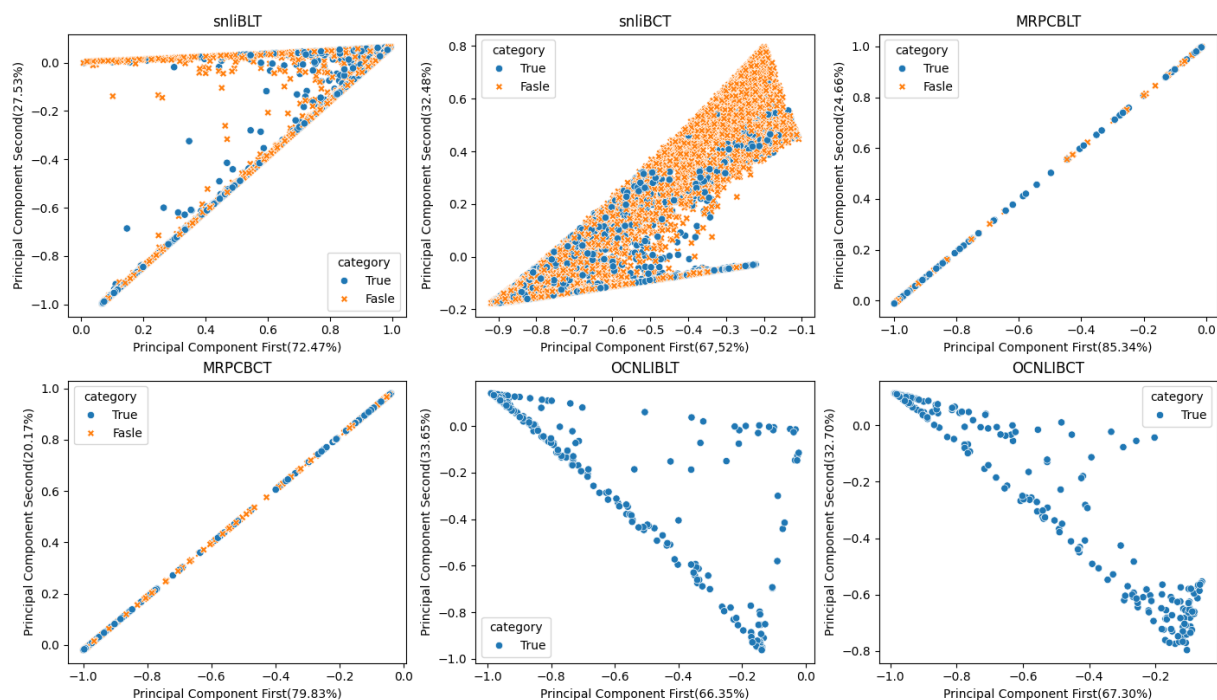 snliBLT
Principal Component Second(27.53%)
0.0
−0.2
−0.4
−0.6
−0.8
−1.0
category
True
Fasle
0.0
0.2
0.4
0.6
0.8
1.0
Principal Component First(72.47%)
snliBCT
Principal Component Second(32.48%)
0.8
0.6
0.4
0.2
0.0
−0.2
category
True
Fasle
−0.9
−0.8
−0.7
−0.6
−0.5
−0.4
−0.3
−0.2
−0.1
Principal Component First(67,52%)
MRPCBLT
Principal Component Second(24.66%)
1.0
0.8
0.6
0.4
0.2
0.0
category
True
Fasle
−1.0
−0.8
−0.6
−0.4
−0.2
0.0
Principal Component First(85.34%)
MRPCBCT
Principal Component Second(20.17%)
1.0
0.8
0.6
0.4
0.2
0.0
category
True
Fasle
−1.0
−0.8
−0.6
−0.4
−0.2
0.0
Principal Component First(79.83%)
OCNLIBLT
Principal Component Second(33.65%)
0.0
−0.2
−0.4
−0.6
−0.8
−1.0
category
True
−1.0
−0.8
−0.6
−0.4
−0.2
0.0
Principal Component First(66.35%)
OCNLIBCT
Principal Component Second(32.70%)
0.0
−0.2
−0.4
−0.6
−0.8
category
True
−1.0
−0.8
−0.6
−0.4
−0.2
Principal Component First(67.30%)